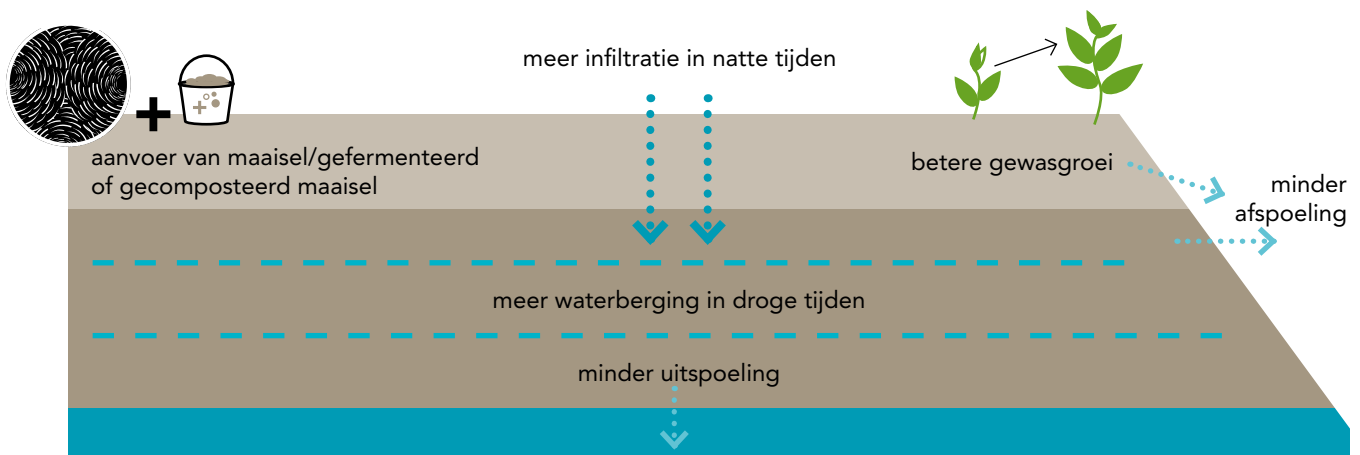 meer infiltratie in natte tijden
aanvoer van maaisel/gefermenteerd
of gecomposteerd maaisel
betere gewasgroei
minder
afspoeling
meer waterberging in droge tijden
minder uitspoeling